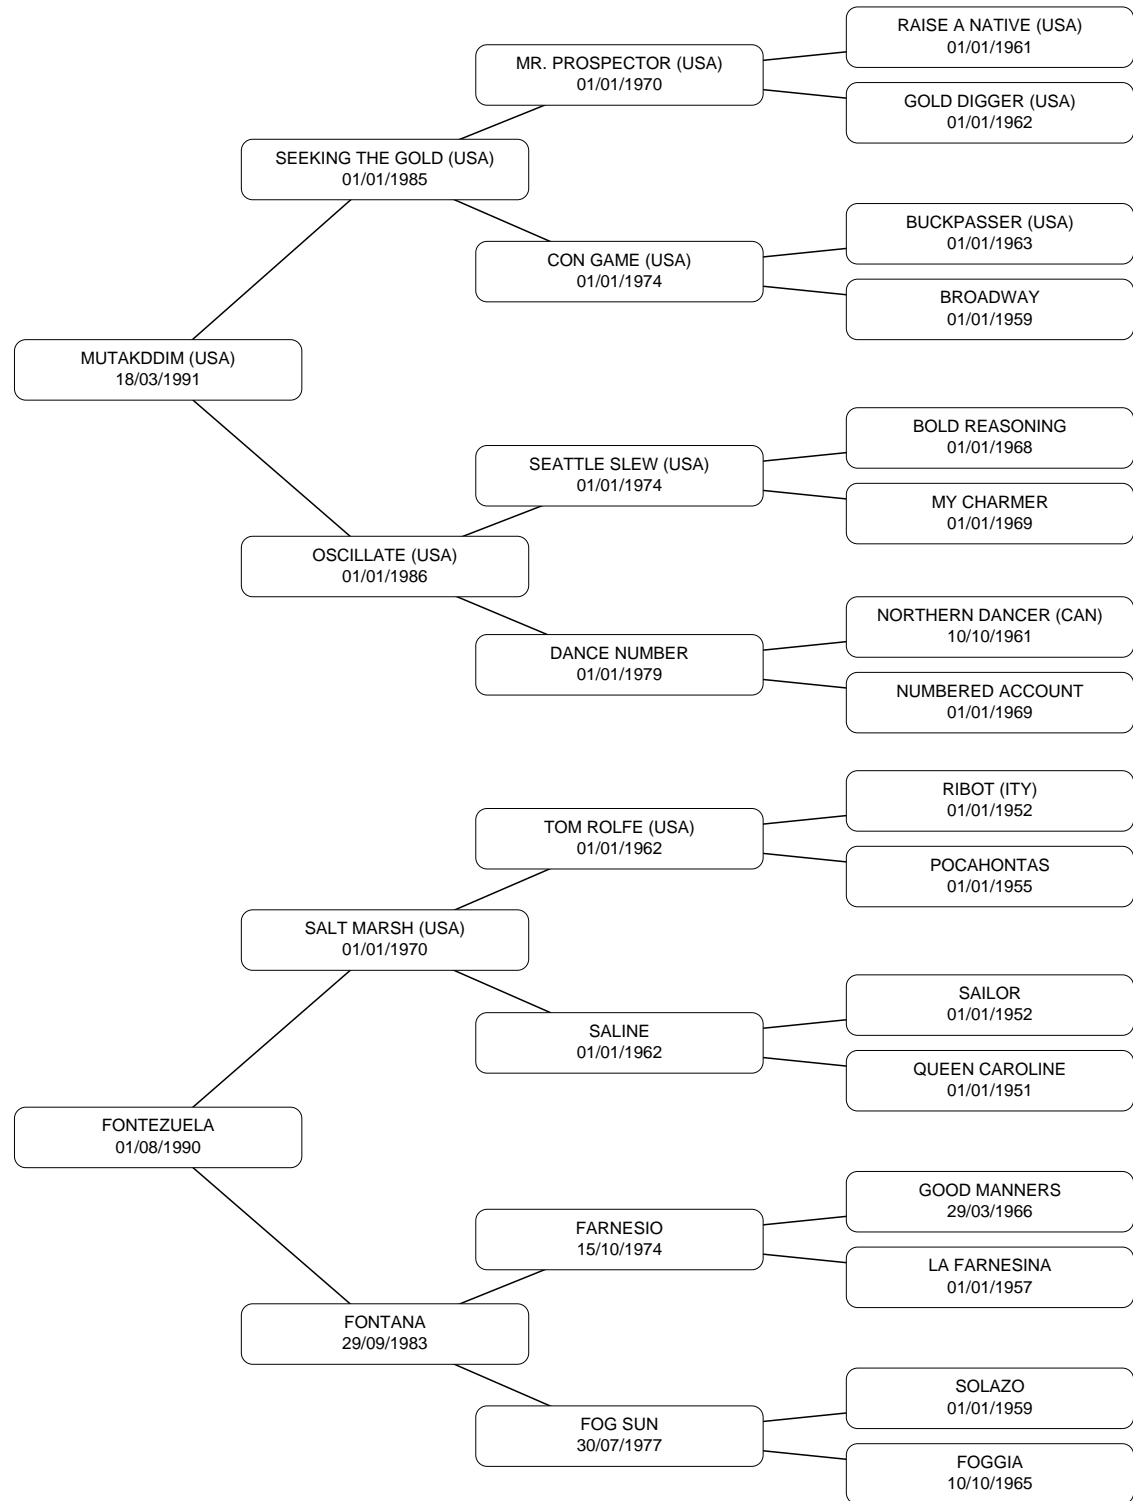 RAISE A NATIVE (USA)
01/01/1961
MR. PROSPECTOR (USA)
01/01/1970
GOLD DIGGER (USA)
01/01/1962
SEEKING THE GOLD (USA)
01/01/1985
BUCKPASSER (USA)
01/01/1963
CON GAME (USA)
01/01/1974
BROADWAY
01/01/1959
MUTAKDDIM (USA)
18/03/1991
BOLD REASONING
01/01/1968
SEATTLE SLEW (USA)
01/01/1974
MY CHARMER
01/01/1969
OSCILLATE (USA)
01/01/1986
NORTHERN DANCER (CAN)
10/10/1961
DANCE NUMBER
01/01/1979
NUMBERED ACCOUNT
01/01/1969
RIBOT (ITY)
01/01/1952
TOM ROLFE (USA)
01/01/1962
POCAHONTAS
01/01/1955
SALT MARSH (USA)
01/01/1970
SAILOR
01/01/1952
SALINE
01/01/1962
QUEEN CAROLINE
01/01/1951
FONTEZUELA
01/08/1990
GOOD MANNERS
29/03/1966
FARNESIO
15/10/1974
LA FARNESINA
01/01/1957
FONTANA
29/09/1983
SOLAZO
01/01/1959
FOG SUN
30/07/1977
FOGGIA
10/10/1965